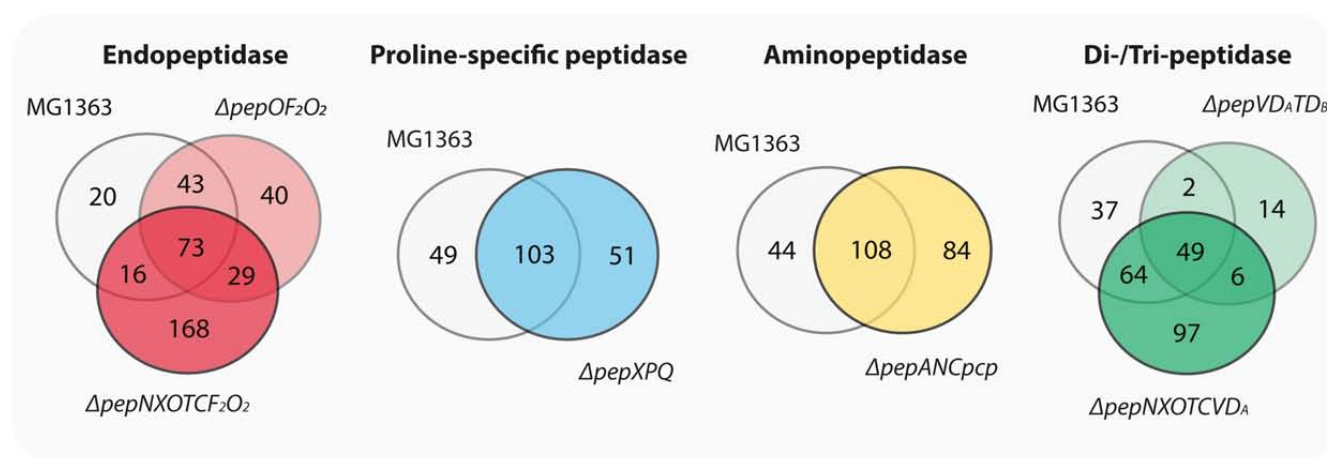 Endopeptidase
MG1363
ΔpepOF₂O₂
20
43
40
73
16
29
168
ΔpepNXOTCF₂O₂
Proline-specific peptidase
MG1363
49
103
51
ΔpepXPQ
Aminopeptidase
MG1363
44
108
84
ΔpepANCpcp
Di-/Tri-peptidase
MG1363
ΔpepVDATDB
37
2
14
49
64
6
97
ΔpepNXOTCVDA